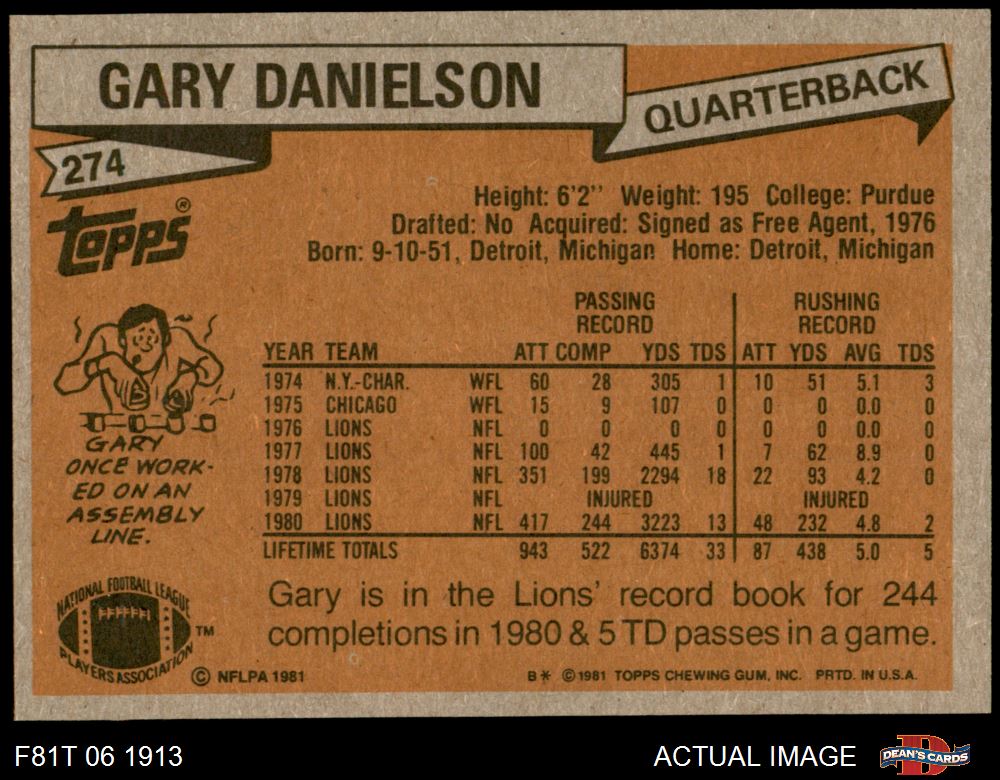 GARY DANIELSON
QUARTERBACK
274
Topps®
Height: 6'2" Weight: 195 College: Purdue
Drafted: No Acquired: Signed as Free Agent, 1976
Born: 9-10-51, Detroit, Michigan Home: Detroit, Michigan
PASSING RECORD RUSHING RECORD
YEAR TEAM ATT COMP YDS TDS ATT YDS AVG TDS
1974 N.Y.-CHAR. WFL 60 28 305 1 10 51 5.1 3
1975 CHICAGO WFL 15 9 107 0 0 0 0.0 0
1976 LIONS NFL 0 0 0 0 0 0 0.0 0
1977 LIONS NFL 100 42 445 1 7 62 8.9 0
1978 LIONS NFL 351 199 2294 18 22 93 4.2 0
1979 LIONS NFL INJURED INJURED
1980 LIONS NFL 417 244 3223 13 48 232 4.8 2
LIFETIME TOTALS 943 522 6374 33 87 438 5.0 5
GARY
ONCE WORK-
ED ON AN
ASSEMBLY
LINE.
Gary is in the Lions' record book for 244
completions in 1980 & 5 TD passes in a game.
NATIONAL FOOTBALL LEAGUE
PLAYERS ASSOCIATION
TM
© NFLPA 1981
B* © 1981 TOPPS CHEWING GUM, INC. PRTD. IN U.S.A.
F81T 06 1913
ACTUAL IMAGE
DEAN'S CARDS